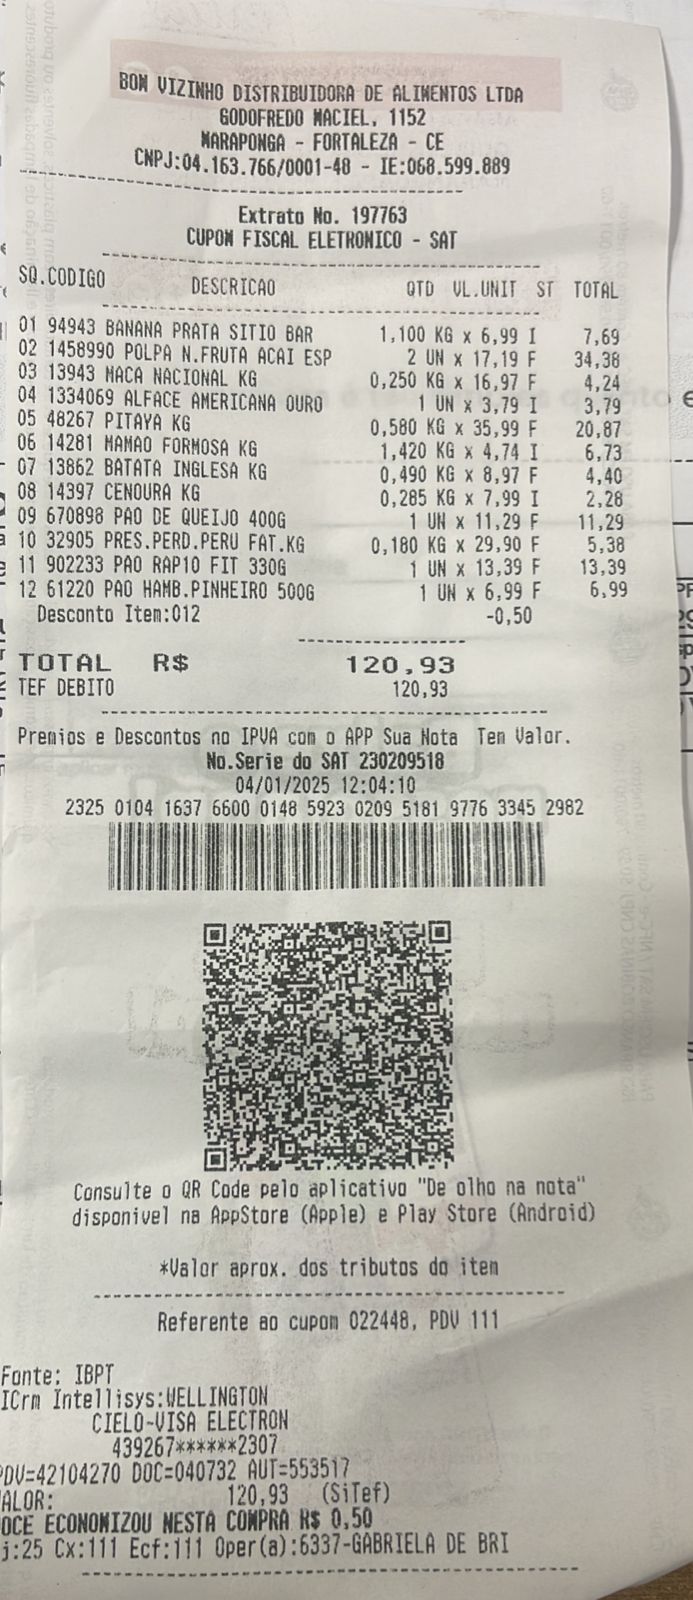 BOM VIZINHO DISTRIBUIDORA DE ALIMENTOS LTDA
GODOFREDO MACIEL, 1152
MARAPONGA - FORTALEZA - CE
CNPJ:04.163.766/0001-48 - IE:068.599.889
Extrato No. 197763
CUPOM FISCAL ELETRONICO - SAT
SQ.CODIGO DESCRICAO QTD VL.UNIT ST TOTAL
01 94943 BANANA PRATA SITIO BAR 1,100 KG x 6,99 I 7,69
02 1458990 POLPA N.FRUTA ACAI ESP 2 UN x 17,19 F 34,38
03 13943 MACA NACIONAL KG 0,250 KG x 16,97 F 4,24
04 1334069 ALFACE AMERICANA OURO 1 UN x 3,79 I 3,79
05 48267 PITAYA KG 0,580 KG x 35,99 F 20,87
06 14281 MAMAO FORMOSA KG 1,420 KG x 4,74 I 6,73
07 13862 BATATA INGLESA KG 0,490 KG x 8,97 F 4,40
08 14397 CENOURA KG 0,285 KG x 7,99 I 2,28
09 670898 PAO DE QUEIJO 400G 1 UN x 11,29 F 11,29
10 32905 PRES.PERD.PERU FAT.KG 0,180 KG x 29,90 F 5,38
11 902233 PAO RAP10 FIT 330G 1 UN x 13,39 F 13,39
12 61220 PAO HAMB.PINHEIRO 500G 1 UN x 6,99 F 6,99
Desconto Item:012 -0,50
TOTAL R$ 120,93
TEF DEBITO 120,93
Premios e Descontos no IPVA com o APP Sua Nota Tem Valor.
No.Serie do SAT 230209518
04/01/2025 12:04:10
2325 0104 1637 6600 0148 5923 0209 5181 9776 3345 2982
Consulte o QR Code pelo aplicativo "De olho na nota"
disponivel na AppStore (Apple) e Play Store (Android)
*Valor aprox. dos tributos do item
Referente ao cupom 022448, PDV 111
Fonte: IBPT
ICrm Intellisys:WELLINGTON
CIELO-VISA ELECTRON
439267******2307
PDV=42104270 DOC=040732 AUT=553517
VALOR: 120,93 (SiTef)
OCE ECONOMIZOU NESTA COMPRA R$ 0,50
j:25 Cx:111 Ecf:111 Oper(a):6337-GABRIELA DE BRI